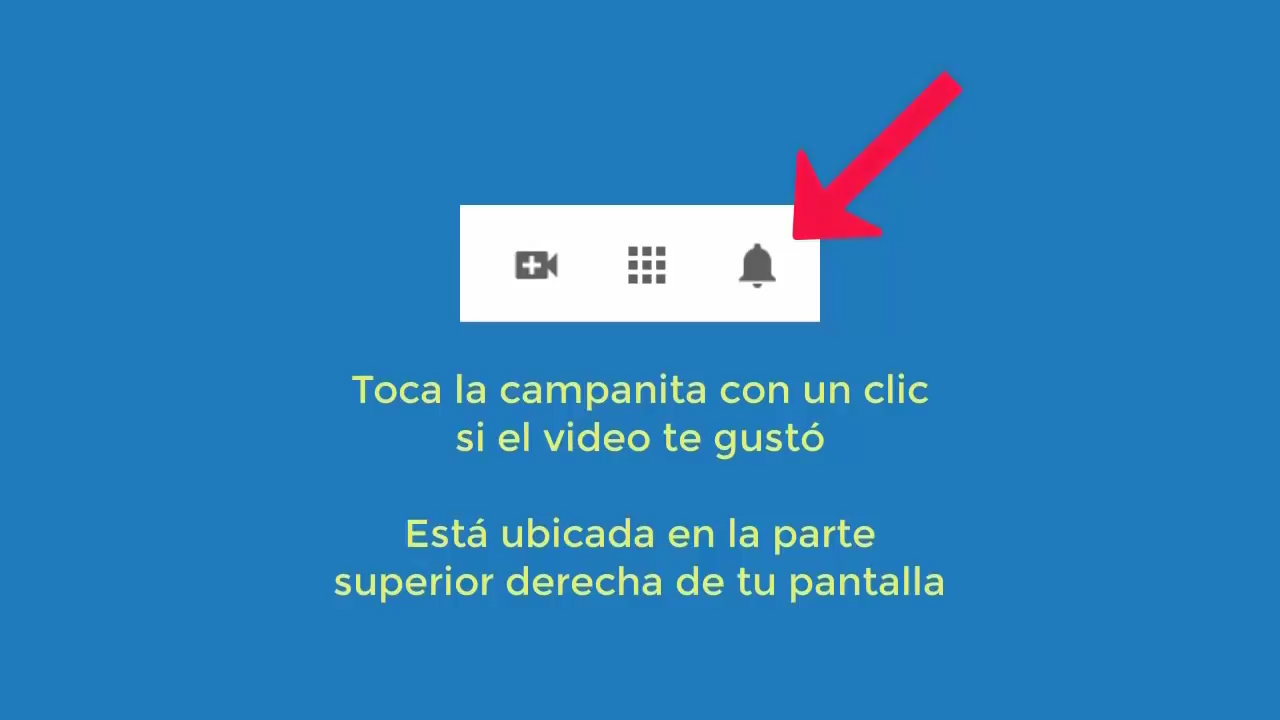 Toca la campanita con un clic
si el video te gustó
Está ubicada en la parte
superior derecha de tu pantalla